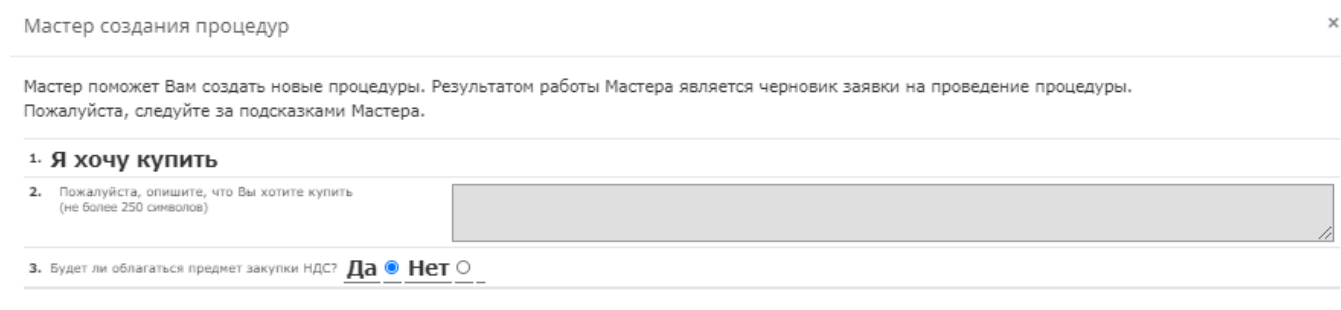 Мастер создания процедур ×
Мастер поможет Вам создать новые процедуры. Результатом работы Мастера является черновик заявки на проведение процедуры.
Пожалуйста, следуйте за подсказками Мастера.
1. Я хочу купить
2. Пожалуйста, опишите, что Вы хотите купить
(не более 250 символов)
3. Будет ли облагаться предмет закупки НДС? Да Нет